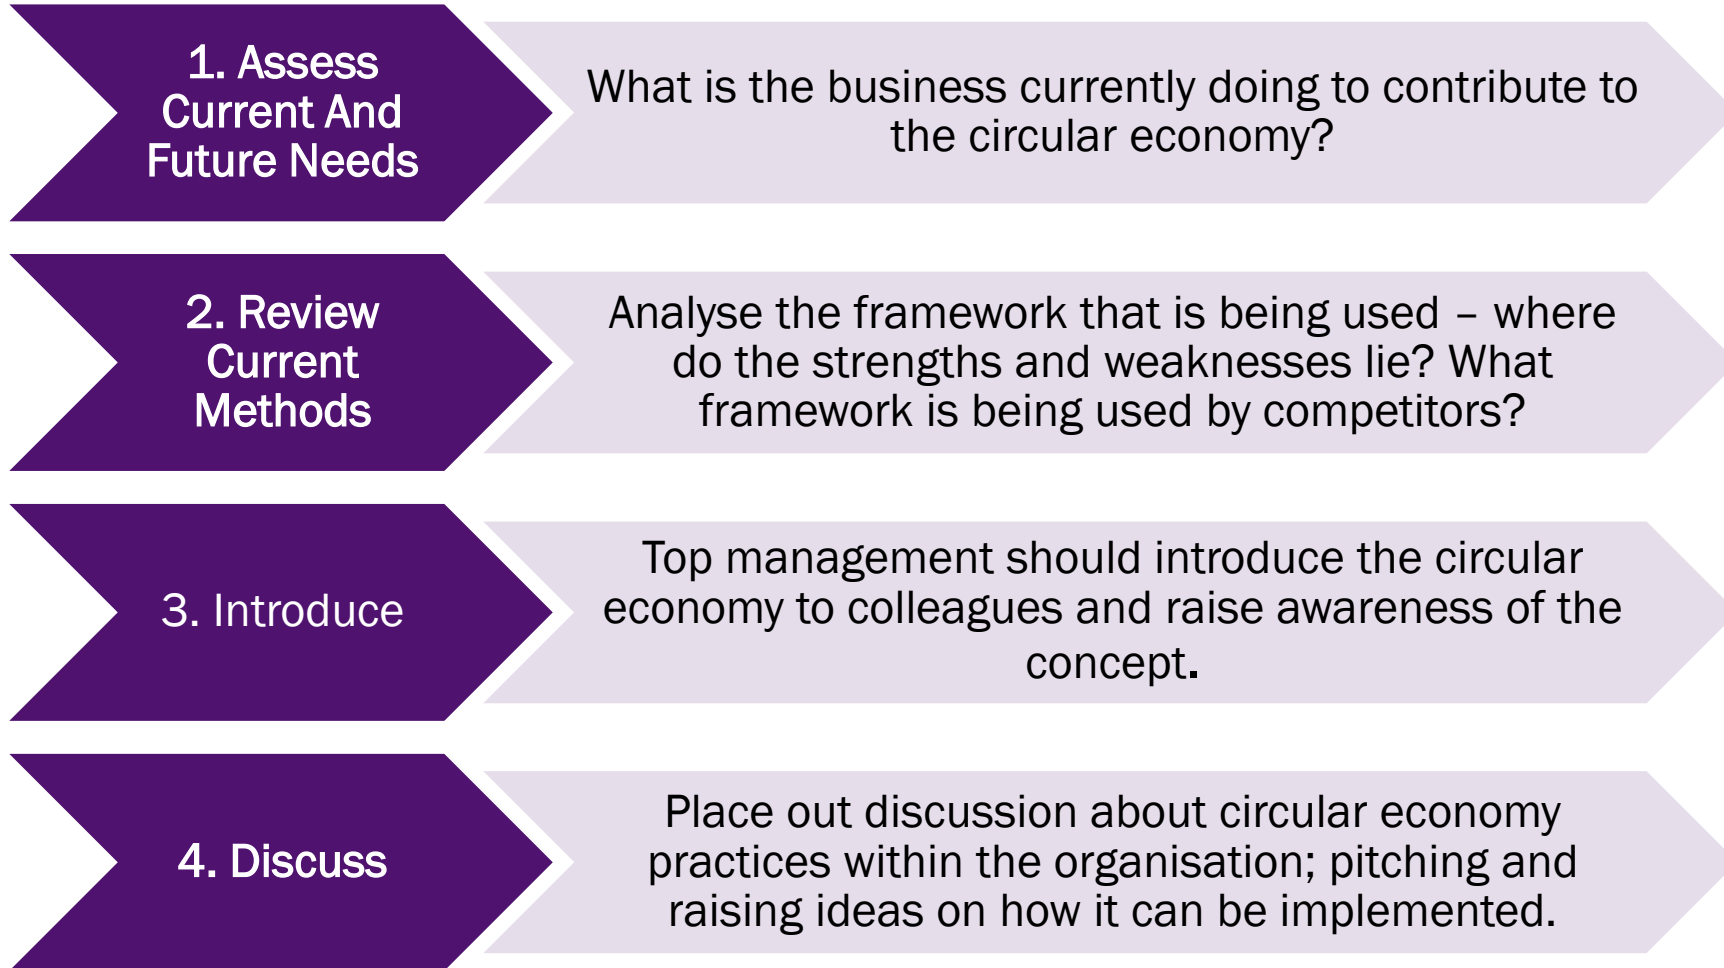 1. Assess
Current And
Future Needs
What is the business currently doing to contribute to
the circular economy?
2. Review
Current
Methods
Analyse the framework that is being used – where
do the strengths and weaknesses lie? What
framework is being used by competitors?
3. Introduce
Top management should introduce the circular
economy to colleagues and raise awareness of the
concept.
4. Discuss
Place out discussion about circular economy
practices within the organisation; pitching and
raising ideas on how it can be implemented.